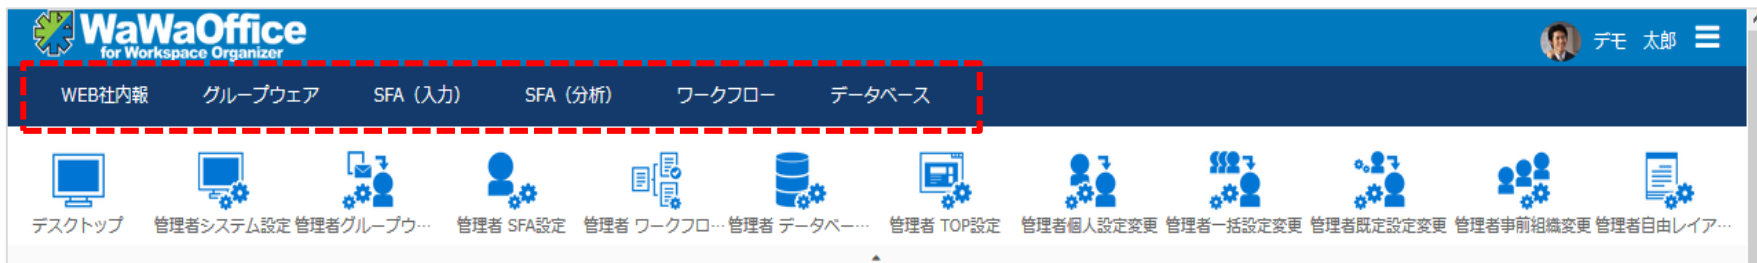 WaWaOffice
for Workspace Organizer
デモ 太郎
WEB社内報 グループウェア SFA（入力） SFA（分析） ワークフロー データベース
デスクトップ 管理者システム設定 管理者グループウ… 管理者 SFA設定 管理者 ワークフロ… 管理者 データベー… 管理者 TOP設定 管理者個人設定変更 管理者一括設定変更 管理者既定設定変更 管理者事前組織変更 管理者自由レイア…